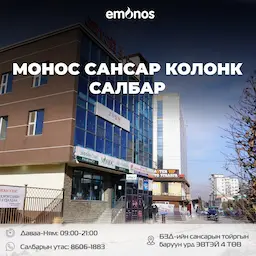 emonos
МОНОС САНСАР КОЛОНК
САЛБАР
Даваа-Ням: 09:00-21:00
Салбарын утас: 8606-1883
БЗД-ийн сансарын тойргын
баруун урд ЭВТЭЙ 4 ТӨВ